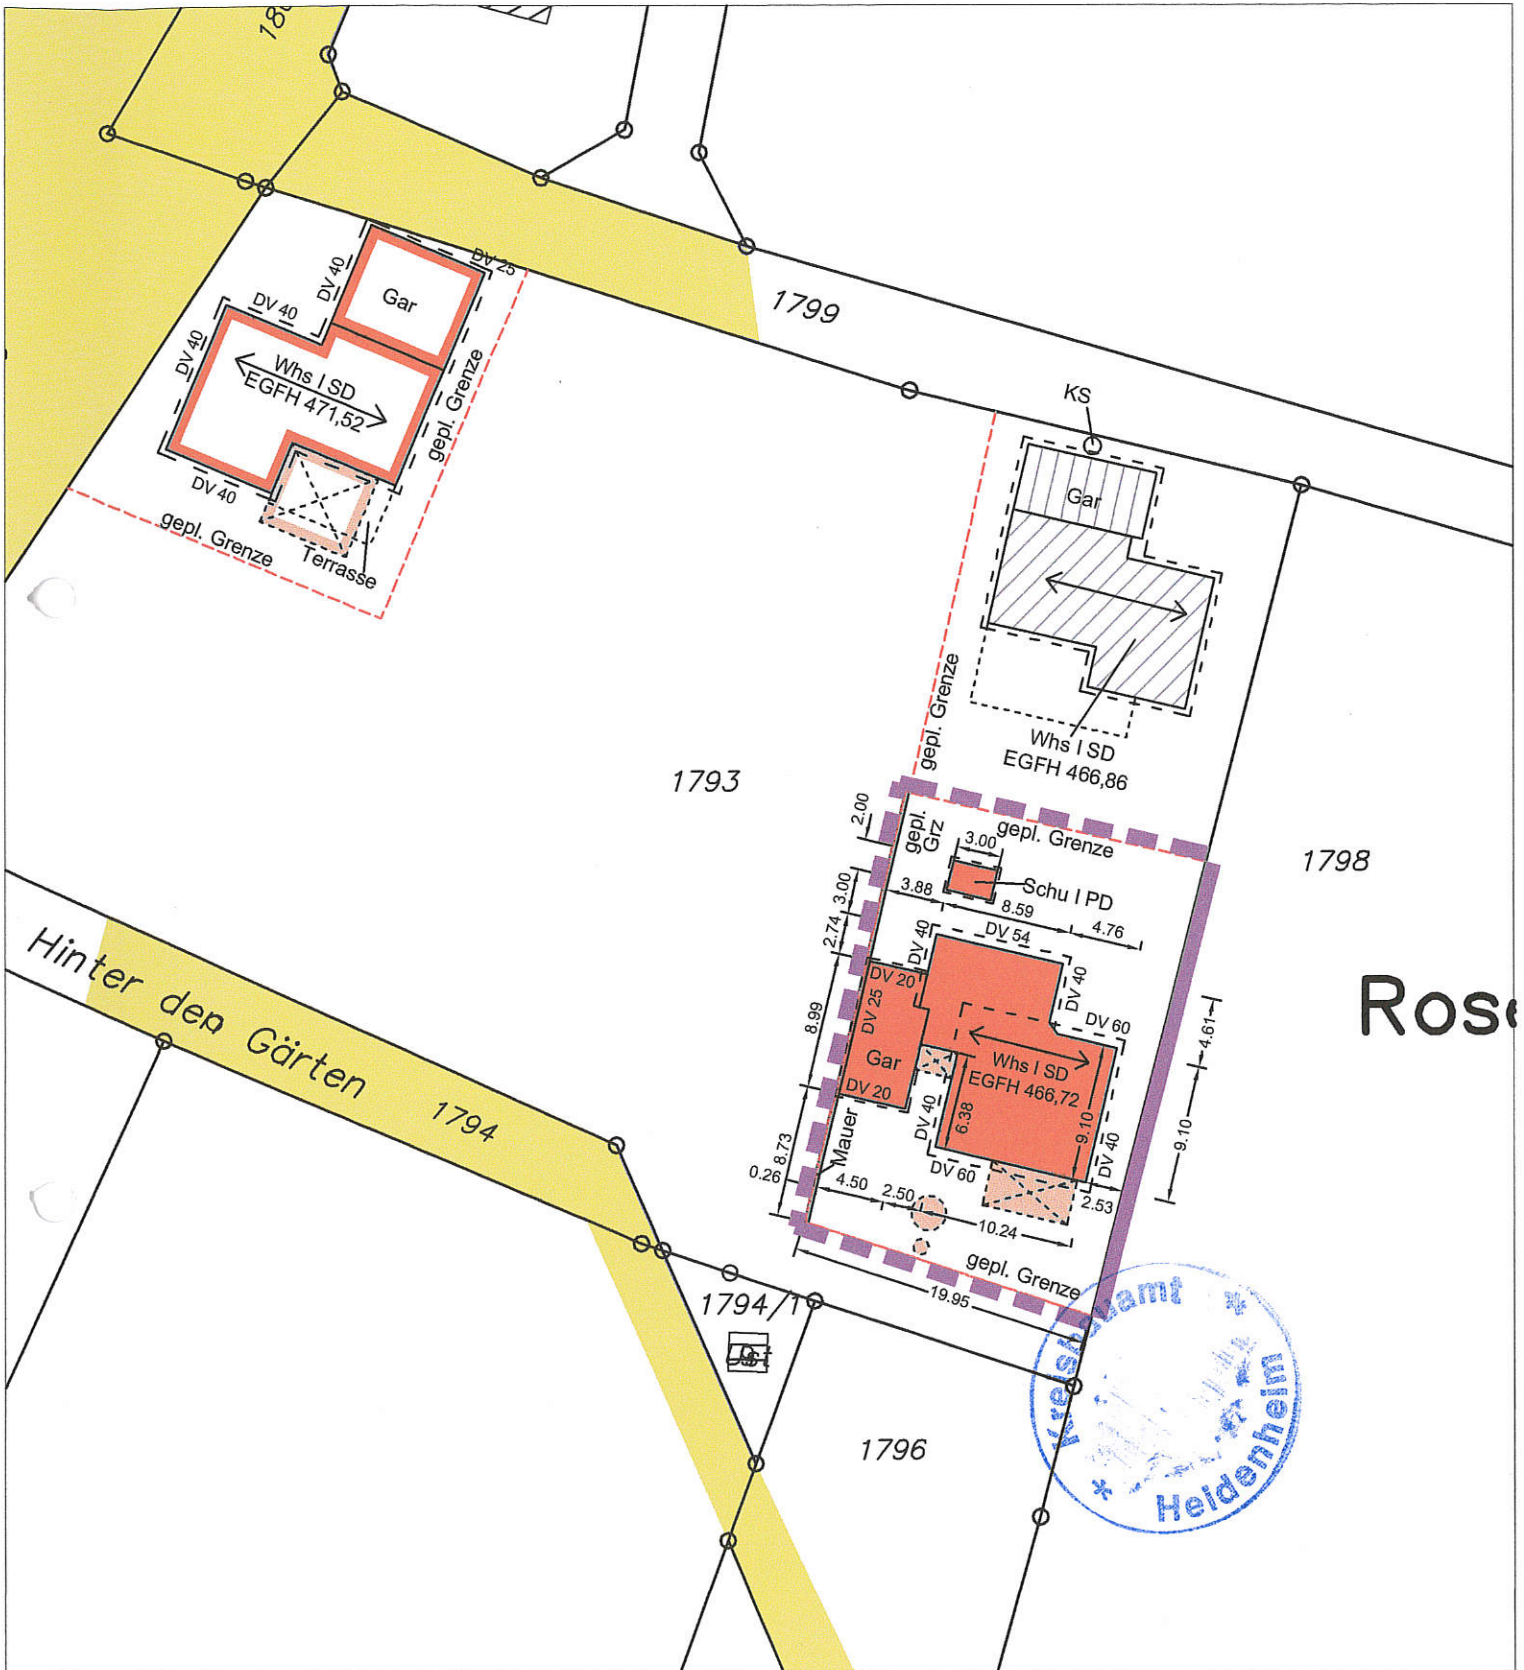 DV 25
DV 40
Gar
DV 40
DV 40
Whs I SD
EGFH 471,52
gepl. Grenze
DV 40
gepl. Grenze
Terrasse
1799
KS
Gar
gepl. Grenze
Whs I SD
EGFH 466,86
1793
1798
2.00
gepl.
Grz
gepl. Grenze
3.00
Schu I PD
3.88
8.59
4.76
3.00
2.74
DV 40
DV 54
DV 40
DV 20
DV 25
DV 60
8.99
Gar
Whs I SD
EGFH 466,72
4.61
DV 20
DV 40
6.38
9.10
DV 40
9.10
8.73
Mauer
DV 60
0.26
4.50
2.50
10.24
2.53
gepl. Grenze
19.95
Hinter den Gärten
1794
1794/1
1796
Kreisbauamt
Heidenheim